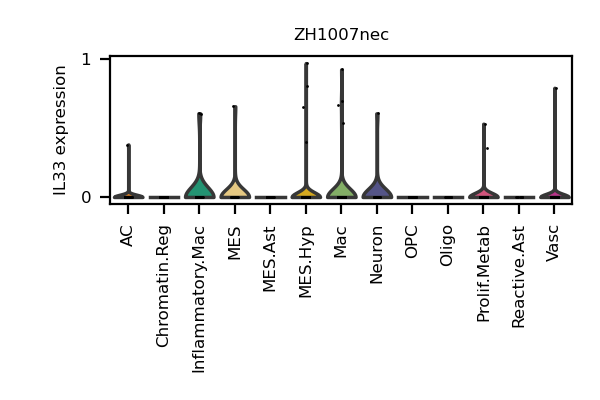 ZH1007nec
IL33 expression
1
0
AC
Chromatin.Reg
Inflammatory.Mac
MES
MES.Ast
MES.Hyp
Mac
Neuron
OPC
Oligo
Prolif.Metab
Reactive.Ast
Vasc